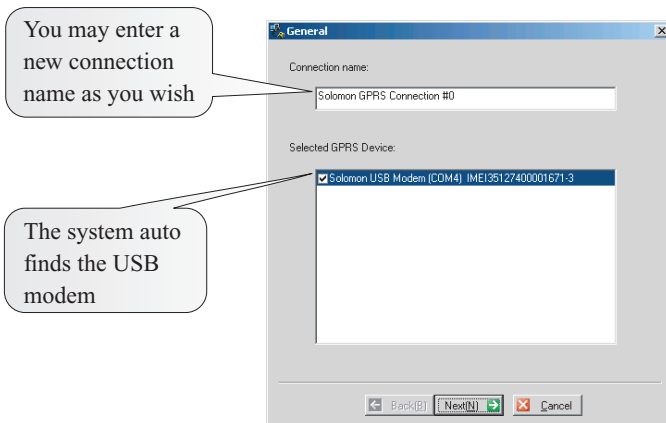 You may enter a
new connection
name as you wish
General
Connection name:
Solomon GPRS Connection #0
Selected GPRS Device:
Solomon USB Modem (COM4) IMEI35127400001671-3
The system auto
finds the USB
modem
Back(B) Next(N) Cancel